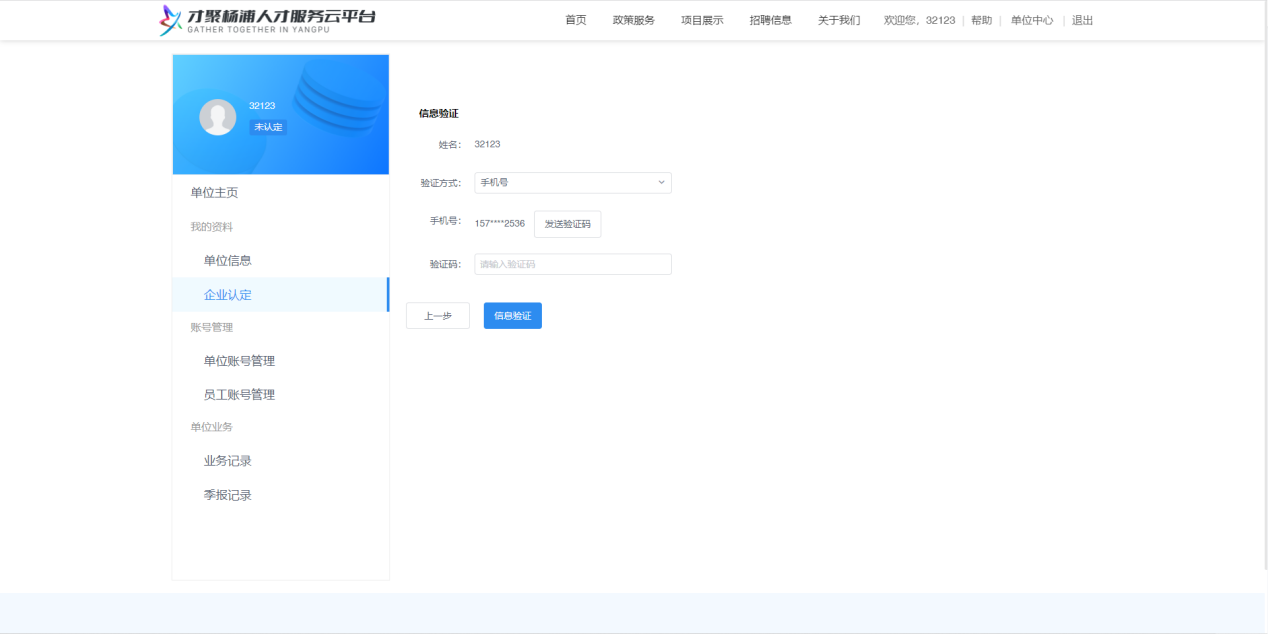 才聚杨浦人才服务云平台
GATHER TOGETHER IN YANGPU
首页 政策服务 项目展示 招聘信息 关于我们 欢迎您，32123 | 帮助 | 单位中心 | 退出
32123
未认定
单位主页
我的资料
单位信息
企业认定
账号管理
单位账号管理
员工账号管理
单位业务
业务记录
季报记录
信息验证
姓名： 32123
验证方式： 手机号
手机号： 157****2536 发送验证码
验证码： 请输入验证码
上一步 信息验证